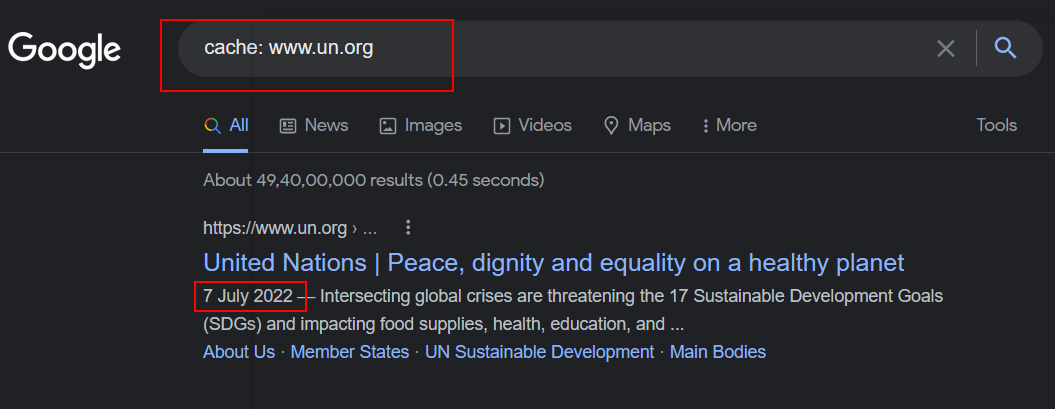 Google
cache: www.un.org
All News Images Videos Maps More Tools
About 49,40,00,000 results (0.45 seconds)
https://www.un.org › ...
United Nations | Peace, dignity and equality on a healthy planet
7 July 2022 — Intersecting global crises are threatening the 17 Sustainable Development Goals
(SDGs) and impacting food supplies, health, education, and ...
About Us · Member States · UN Sustainable Development · Main Bodies